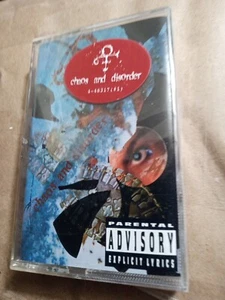 chaos and disorder
PARENTAL
ADVISORY
EXPLICIT LYRICS